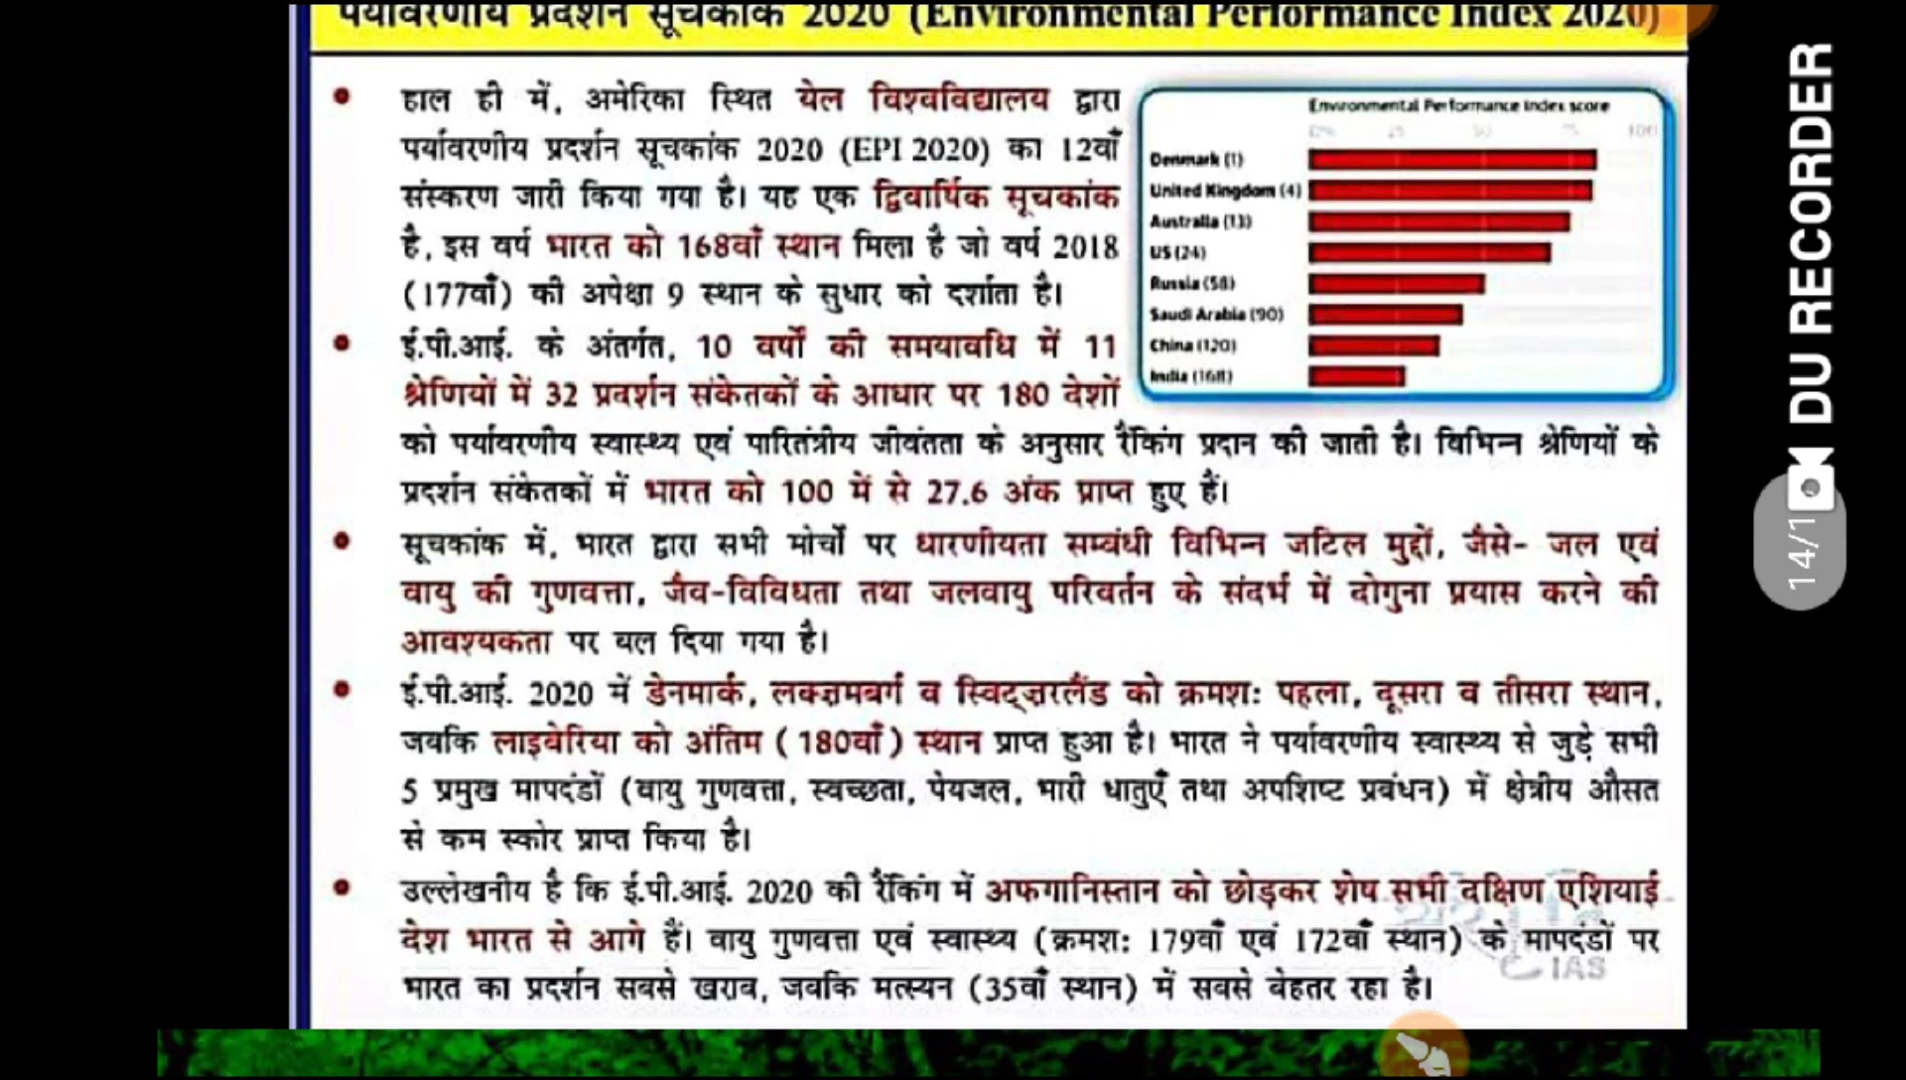 पर्यावरणीय प्रदर्शन सूचकांक 2020 (Environmental Performance Index 2020)
हाल ही में, अमेरिका स्थित येल विश्वविद्यालय द्वारा
पर्यावरणीय प्रदर्शन सूचकांक 2020 (EPI 2020) का 12वाँ
संस्करण जारी किया गया है। यह एक द्विवार्षिक सूचकांक
है, इस वर्ष भारत को 168वाँ स्थान मिला है जो वर्ष 2018
(177वाँ) की अपेक्षा 9 स्थान के सुधार को दर्शाता है।
Environmental Performance Index score
0% 25 50 75 100
Denmark (1)
United Kingdom (4)
Australia (13)
US (24)
Russia (58)
Saudi Arabia (90)
China (120)
India (168)
ई.पी.आई. के अंतर्गत, 10 वर्षों की समयावधि में 11
श्रेणियों में 32 प्रदर्शन संकेतकों के आधार पर 180 देशों
को पर्यावरणीय स्वास्थ्य एवं पारितंत्रीय जीवंतता के अनुसार रैंकिंग प्रदान की जाती है। विभिन्न श्रेणियों के
प्रदर्शन संकेतकों में भारत को 100 में से 27.6 अंक प्राप्त हुए हैं।
सूचकांक में, भारत द्वारा सभी मोर्चों पर धारणीयता सम्बंधी विभिन्न जटिल मुद्दों, जैसे- जल एवं
वायु की गुणवत्ता, जैव-विविधता तथा जलवायु परिवर्तन के संदर्भ में दोगुना प्रयास करने की
आवश्यकता पर बल दिया गया है।
ई.पी.आई. 2020 में डेनमार्क, लक्ज़मबर्ग व स्विट्ज़रलैंड को क्रमश: पहला, दूसरा व तीसरा स्थान,
जबकि लाइबेरिया को अंतिम (180वाँ) स्थान प्राप्त हुआ है। भारत ने पर्यावरणीय स्वास्थ्य से जुड़े सभी
5 प्रमुख मापदंडों (वायु गुणवत्ता, स्वच्छता, पेयजल, भारी धातुएँ तथा अपशिष्ट प्रबंधन) में क्षेत्रीय औसत
से कम स्कोर प्राप्त किया है।
उल्लेखनीय है कि ई.पी.आई. 2020 की रैंकिंग में अफगानिस्तान को छोड़कर शेष सभी दक्षिण एशियाई
देश भारत से आगे हैं। वायु गुणवत्ता एवं स्वास्थ्य (क्रमश: 179वाँ एवं 172वाँ स्थान) के मापदंडों पर
भारत का प्रदर्शन सबसे खराब, जबकि मत्स्यन (35वाँ स्थान) में सबसे बेहतर रहा है।
IAS
DU RECORDER
14/1